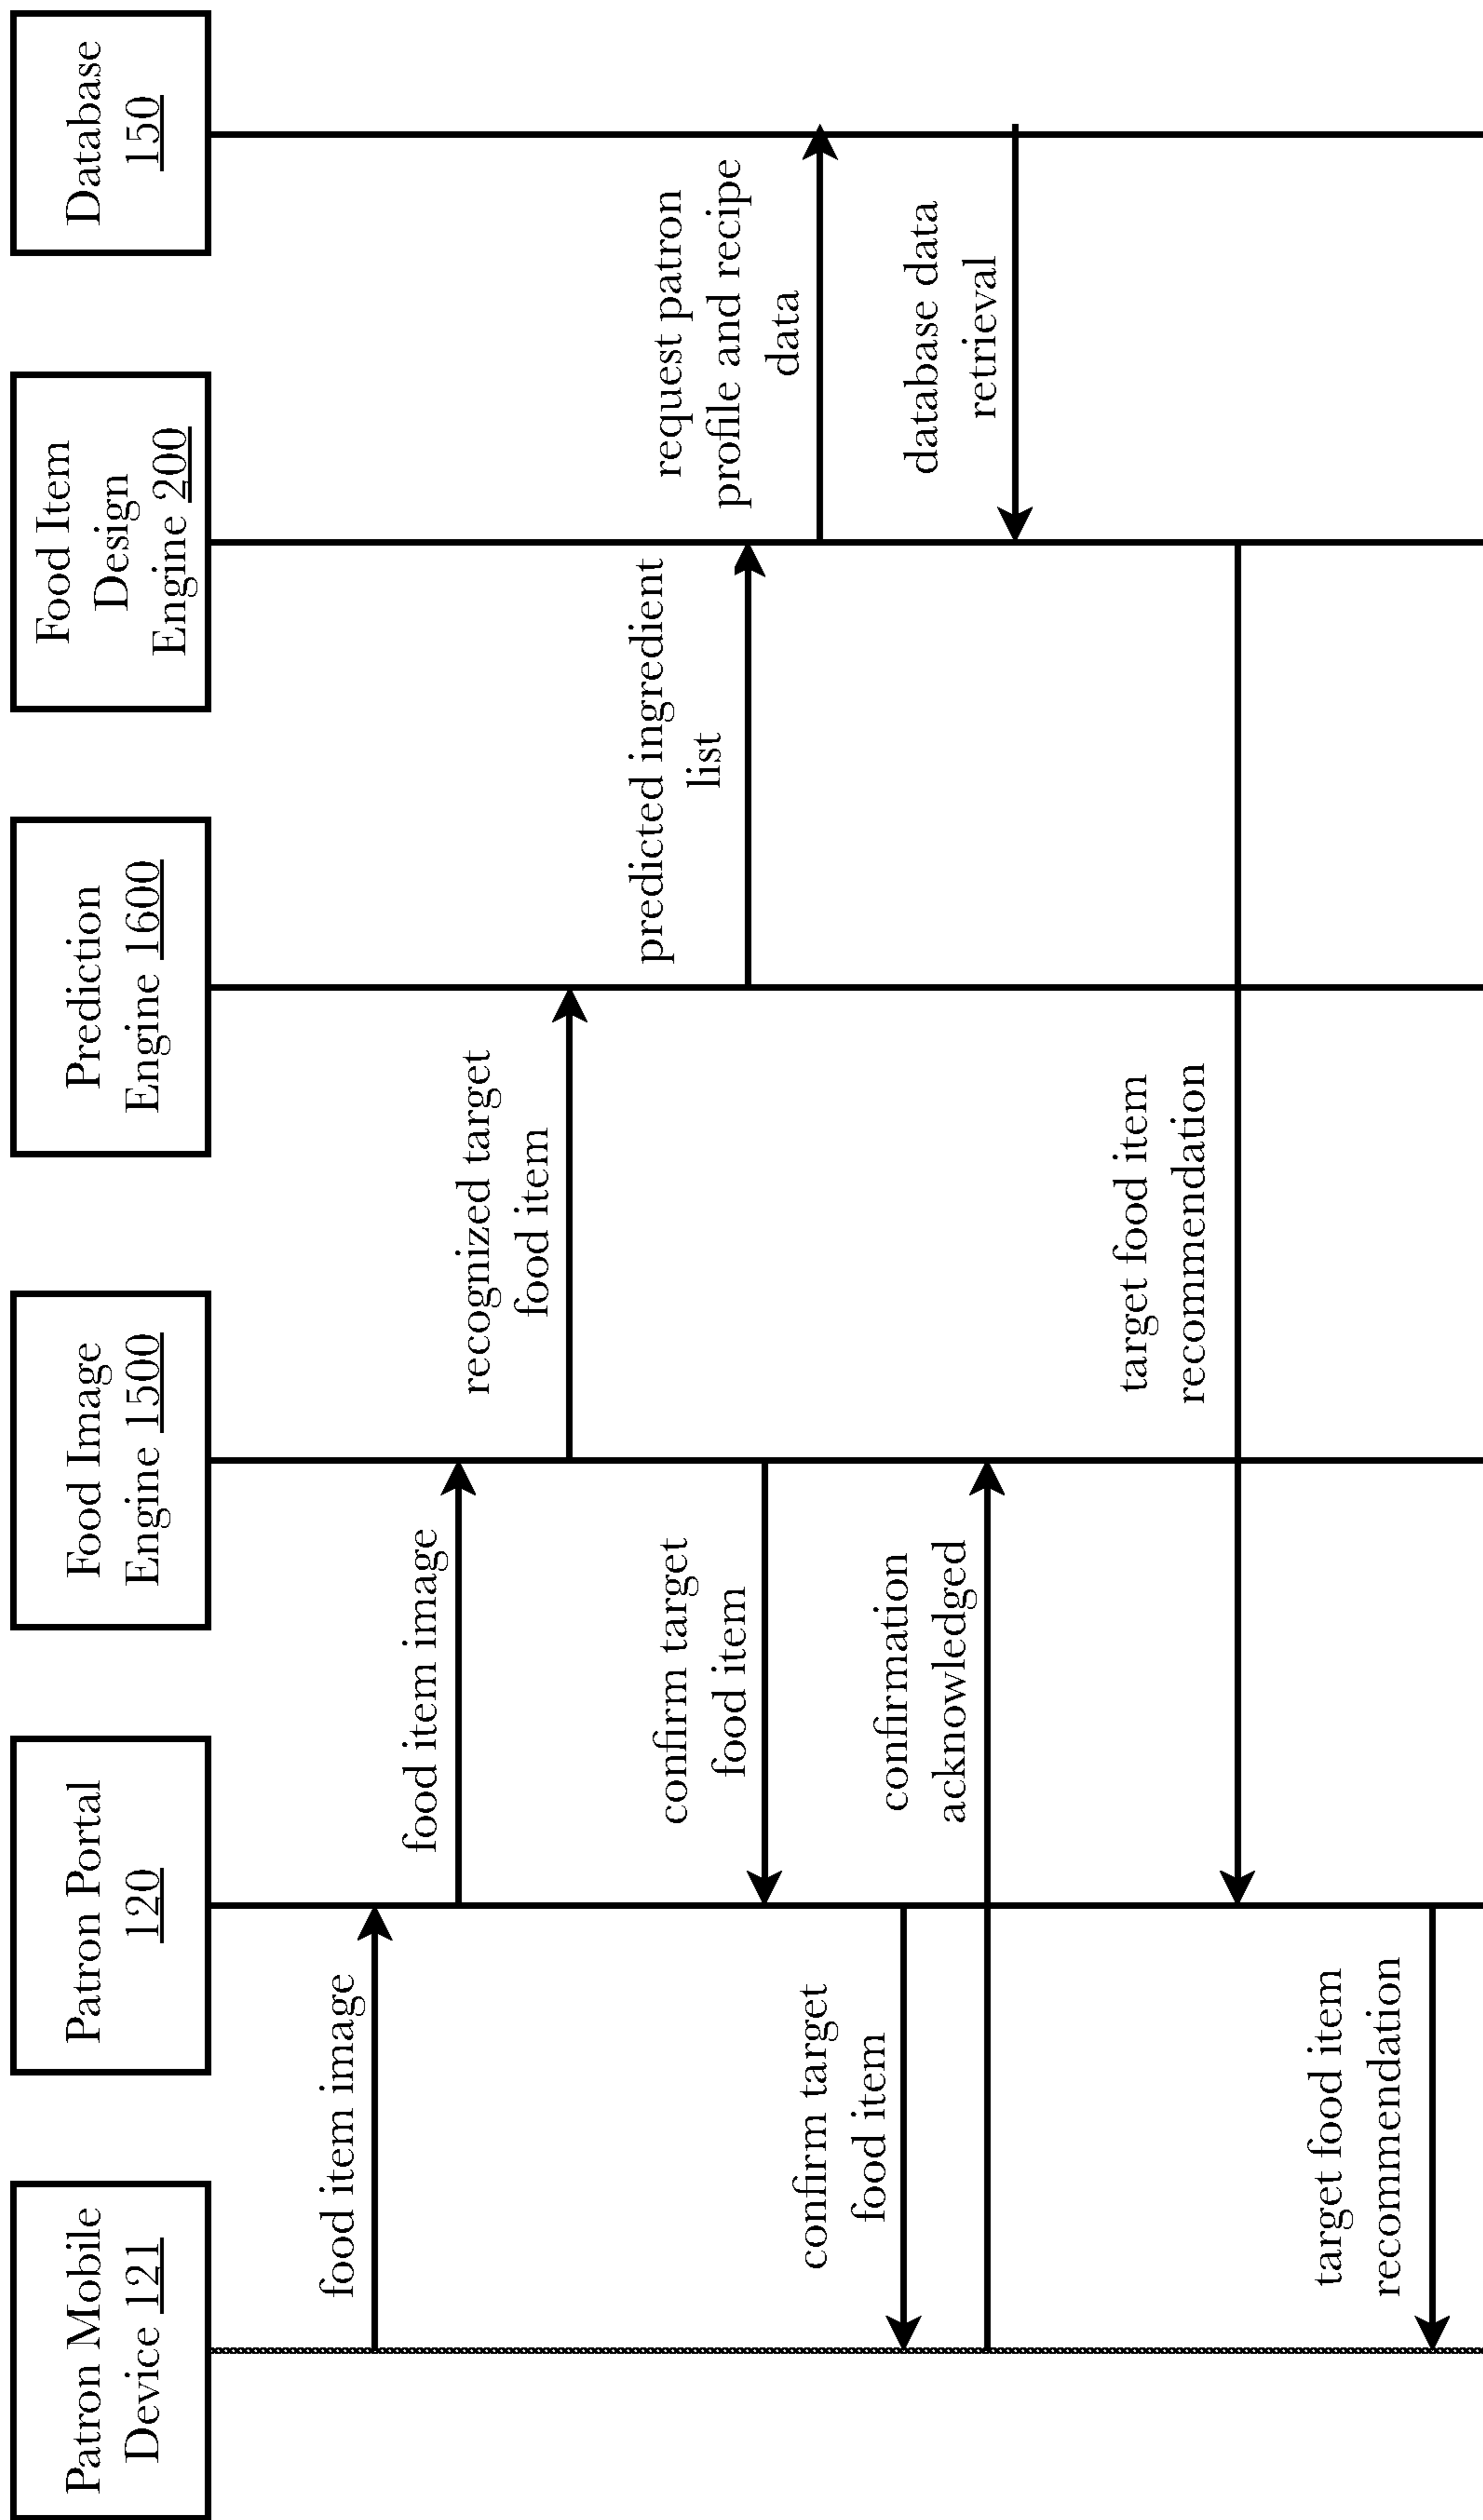 Patron Mobile
Device 121
Patron Portal
120
Food Image
Engine 1500
Prediction
Engine 1600
Food Item
Design
Engine 200
Database
150
food item image
food item image
recognized target
food item
predicted ingredient
list
confirm target
food item
request patron
profile and recipe
data
confirm target
food item
confirmation
acknowledged
database data
retrieval
target food item
recommendation
target food item
recommendation